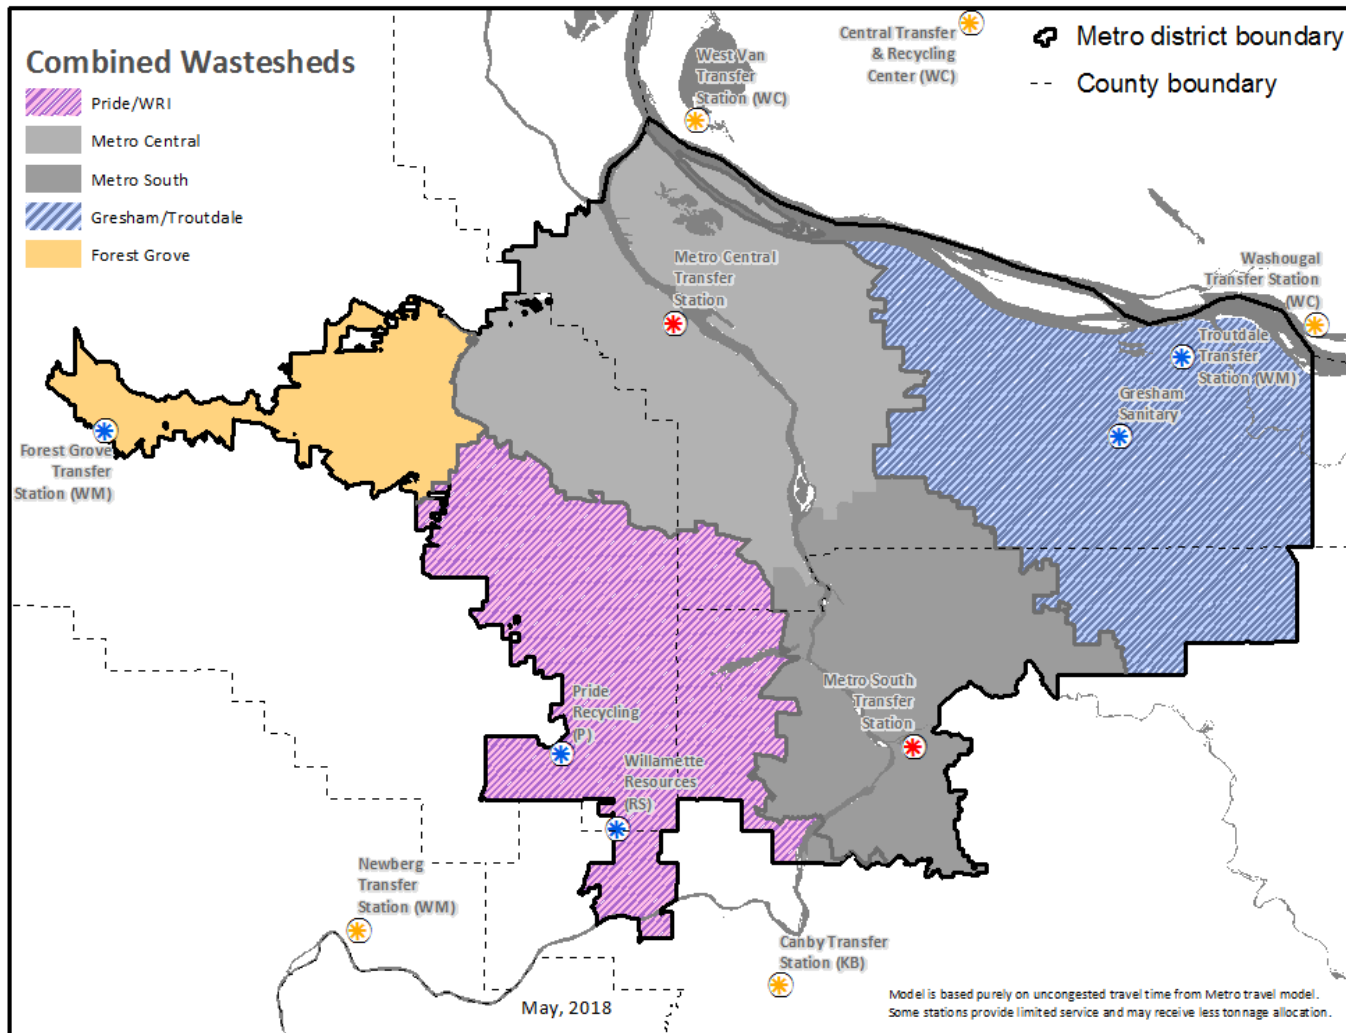 Combined Wastesheds
Pride/WRI
Metro Central
Metro South
Gresham/Troutdale
Forest Grove
Metro district boundary
County boundary
Central Transfer
& Recycling
Center (WC)
West Van
Transfer
Station (WC)
Metro Central
Transfer
Station
Washougal
Transfer Station
(WC)
Troutdale
Transfer
Station (WM)
Gresham
Sanitary
Forest Grove
Transfer
Station (WM)
Metro South
Transfer
Station
Pride
Recycling
(P)
Willamette
Resources
(RS)
Newberg
Transfer
Station (WM)
Canby Transfer
Station (KB)
May, 2018
Model is based purely on uncongested travel time from Metro travel model.
Some stations provide limited service and may receive less tonnage allocation.